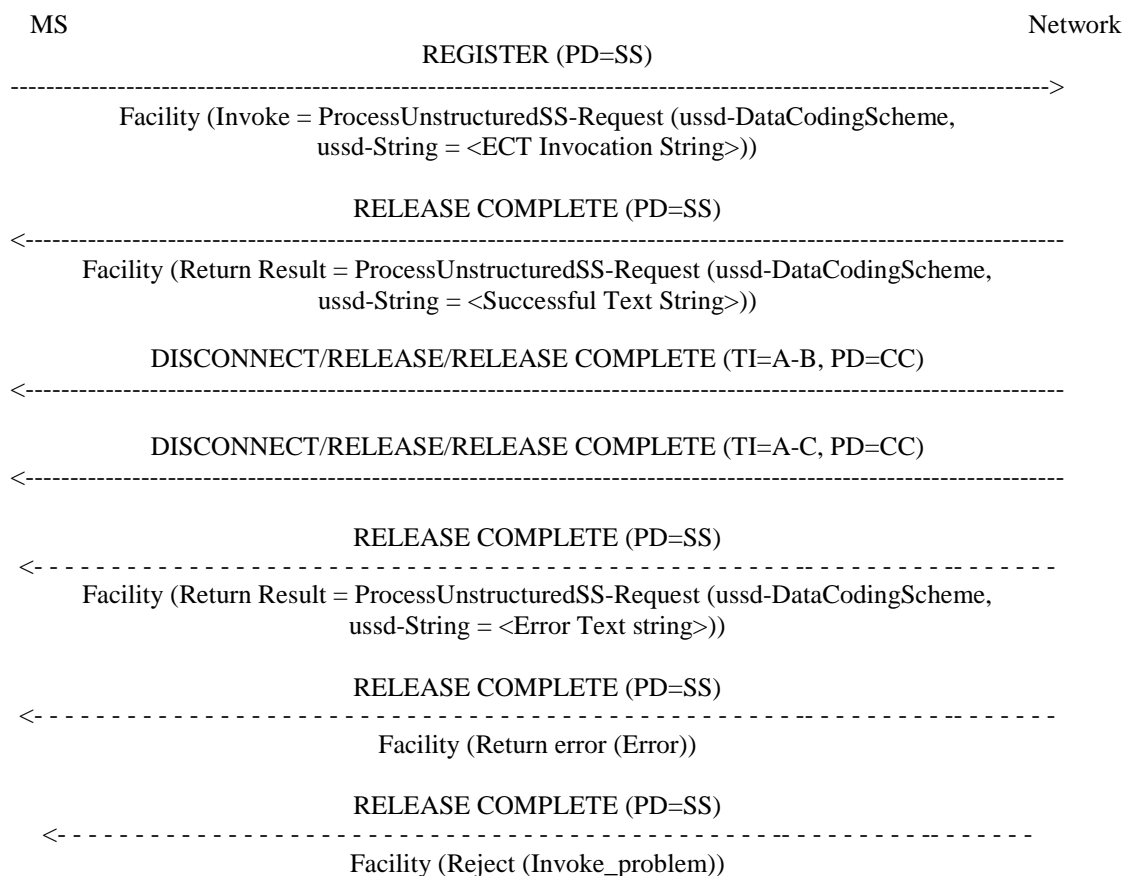 MS Network
REGISTER (PD=SS)
------------------------------------------------------------------------------------------------------------------------>
Facility (Invoke = ProcessUnstructuredSS-Request (ussd-DataCodingScheme,
ussd-String = <ECT Invocation String>))
RELEASE COMPLETE (PD=SS)
<------------------------------------------------------------------------------------------------------------------------
Facility (Return Result = ProcessUnstructuredSS-Request (ussd-DataCodingScheme,
ussd-String = <Successful Text String>))
DISCONNECT/RELEASE/RELEASE COMPLETE (TI=A-B, PD=CC)
<------------------------------------------------------------------------------------------------------------------------
DISCONNECT/RELEASE/RELEASE COMPLETE (TI=A-C, PD=CC)
<------------------------------------------------------------------------------------------------------------------------
RELEASE COMPLETE (PD=SS)
<- - - - - - - - - - - - - - - - - - - - - - - - - - - - - - - - - - - - - - - - - - - - - - - - - -- - - - - - - - - -- - - - - - -
Facility (Return Result = ProcessUnstructuredSS-Request (ussd-DataCodingScheme,
ussd-String = <Error Text string>))
RELEASE COMPLETE (PD=SS)
<- - - - - - - - - - - - - - - - - - - - - - - - - - - - - - - - - - - - - - - - - - - - - - - - - -- - - - - - - - - -- - - - - - -
Facility (Return error (Error))
RELEASE COMPLETE (PD=SS)
<- - - - - - - - - - - - - - - - - - - - - - - - - - - - - - - - - - - - - - - - - - - - - - -- - - - - - - - - -- - - - - - -
Facility (Reject (Invoke_problem))